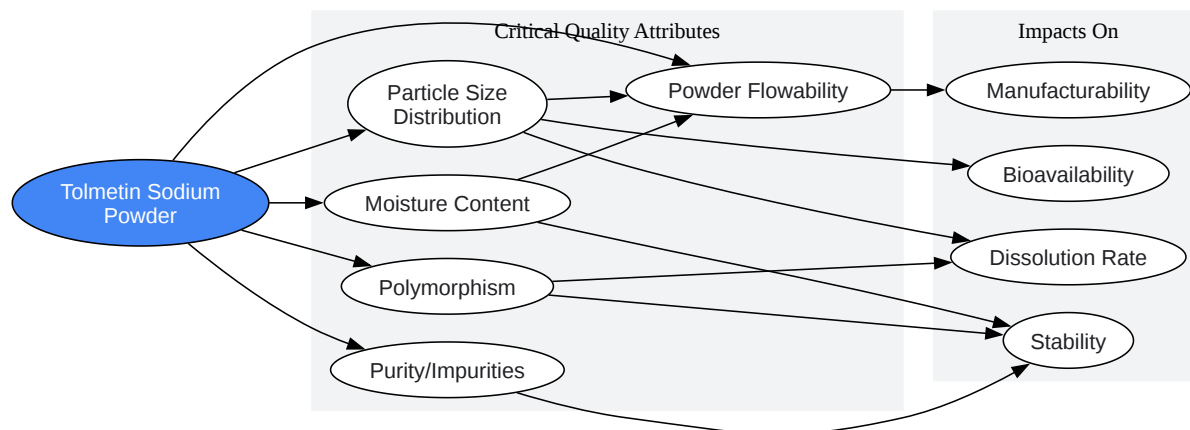 Critical Quality Attributes
Impacts On
Particle Size
Distribution
Powder Flowability
Manufacturability
Tolmetin Sodium
Powder
Moisture Content
Bioavailability
Polymorphism
Dissolution Rate
Purity/Impurities
Stability